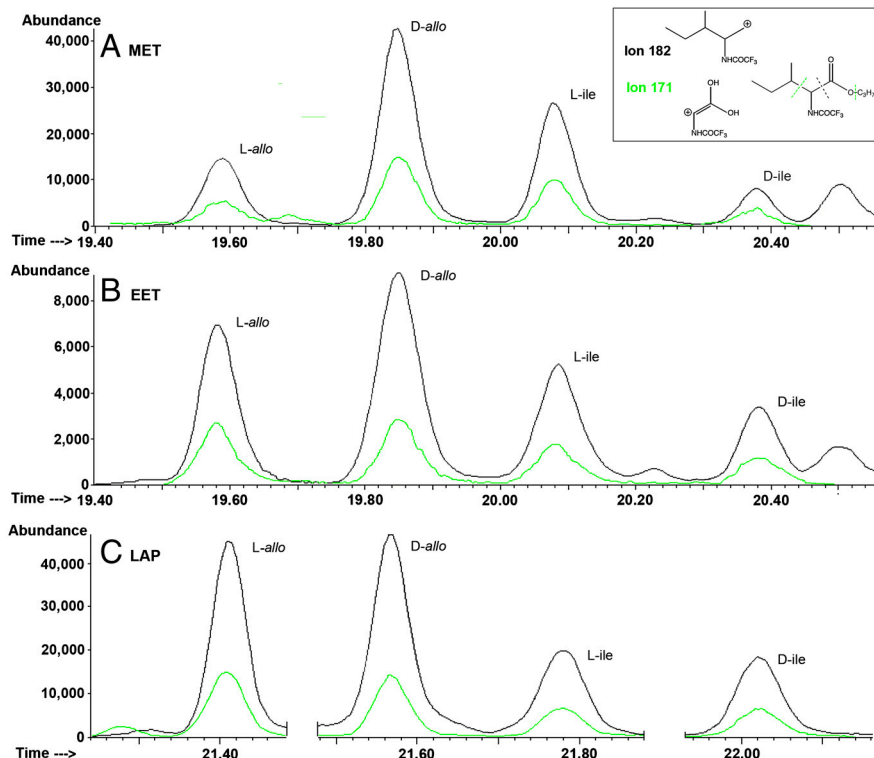 Abundance
A MET
40,000
30,000
20,000
10,000
0
L-allo
D-allo
L-ile
D-ile
Time --->
19.40 19.60 19.80 20.00 20.20 20.40
Ion 182
NHCOCF₃
Ion 171
OH
OH
NHCOCF₃
O
O
C₃H₇
NHCOCF₃
Abundance
B EET
8,000
6,000
4,000
2,000
0
L-allo
D-allo
L-ile
D-ile
Time --->
19.40 19.60 19.80 20.00 20.20 20.40
Abundance
C LAP
40,000
30,000
20,000
10,000
0
L-allo
D-allo
L-ile
D-ile
Time --->
21.40 21.60 21.80 22.00